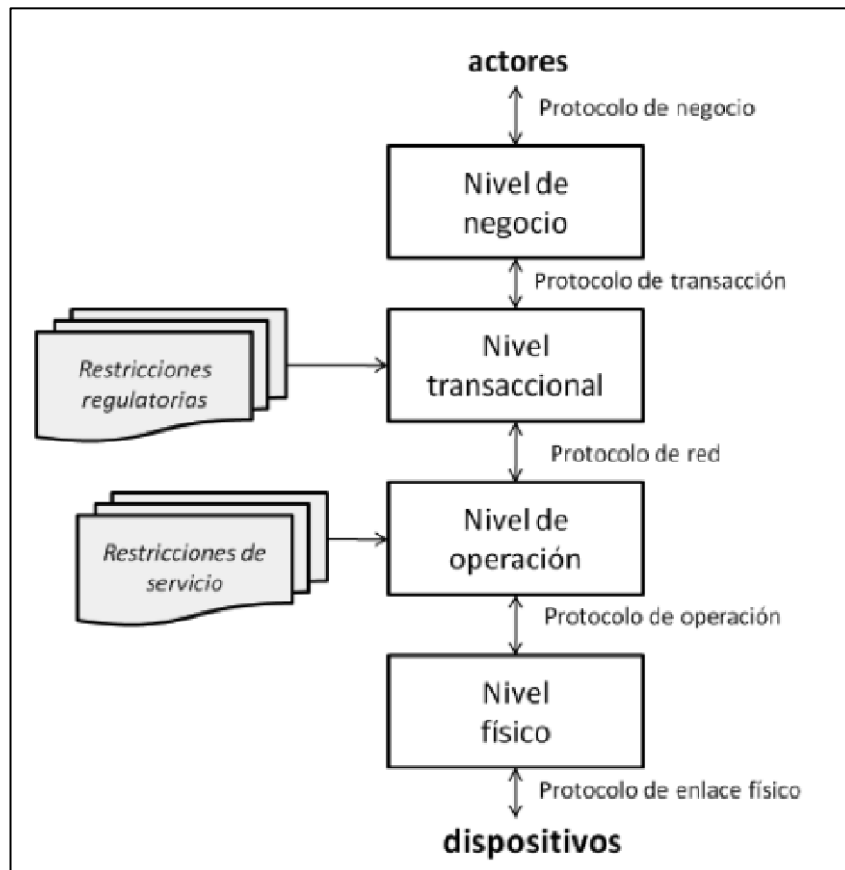 actores
Protocolo de negocio
Nivel de
negocio
Protocolo de transacción
Restricciones
regulatorias
Nivel
transaccional
Protocolo de red
Restricciones de
servicio
Nivel de
operación
Protocolo de operación
Nivel
físico
Protocolo de enlace físico
dispositivos